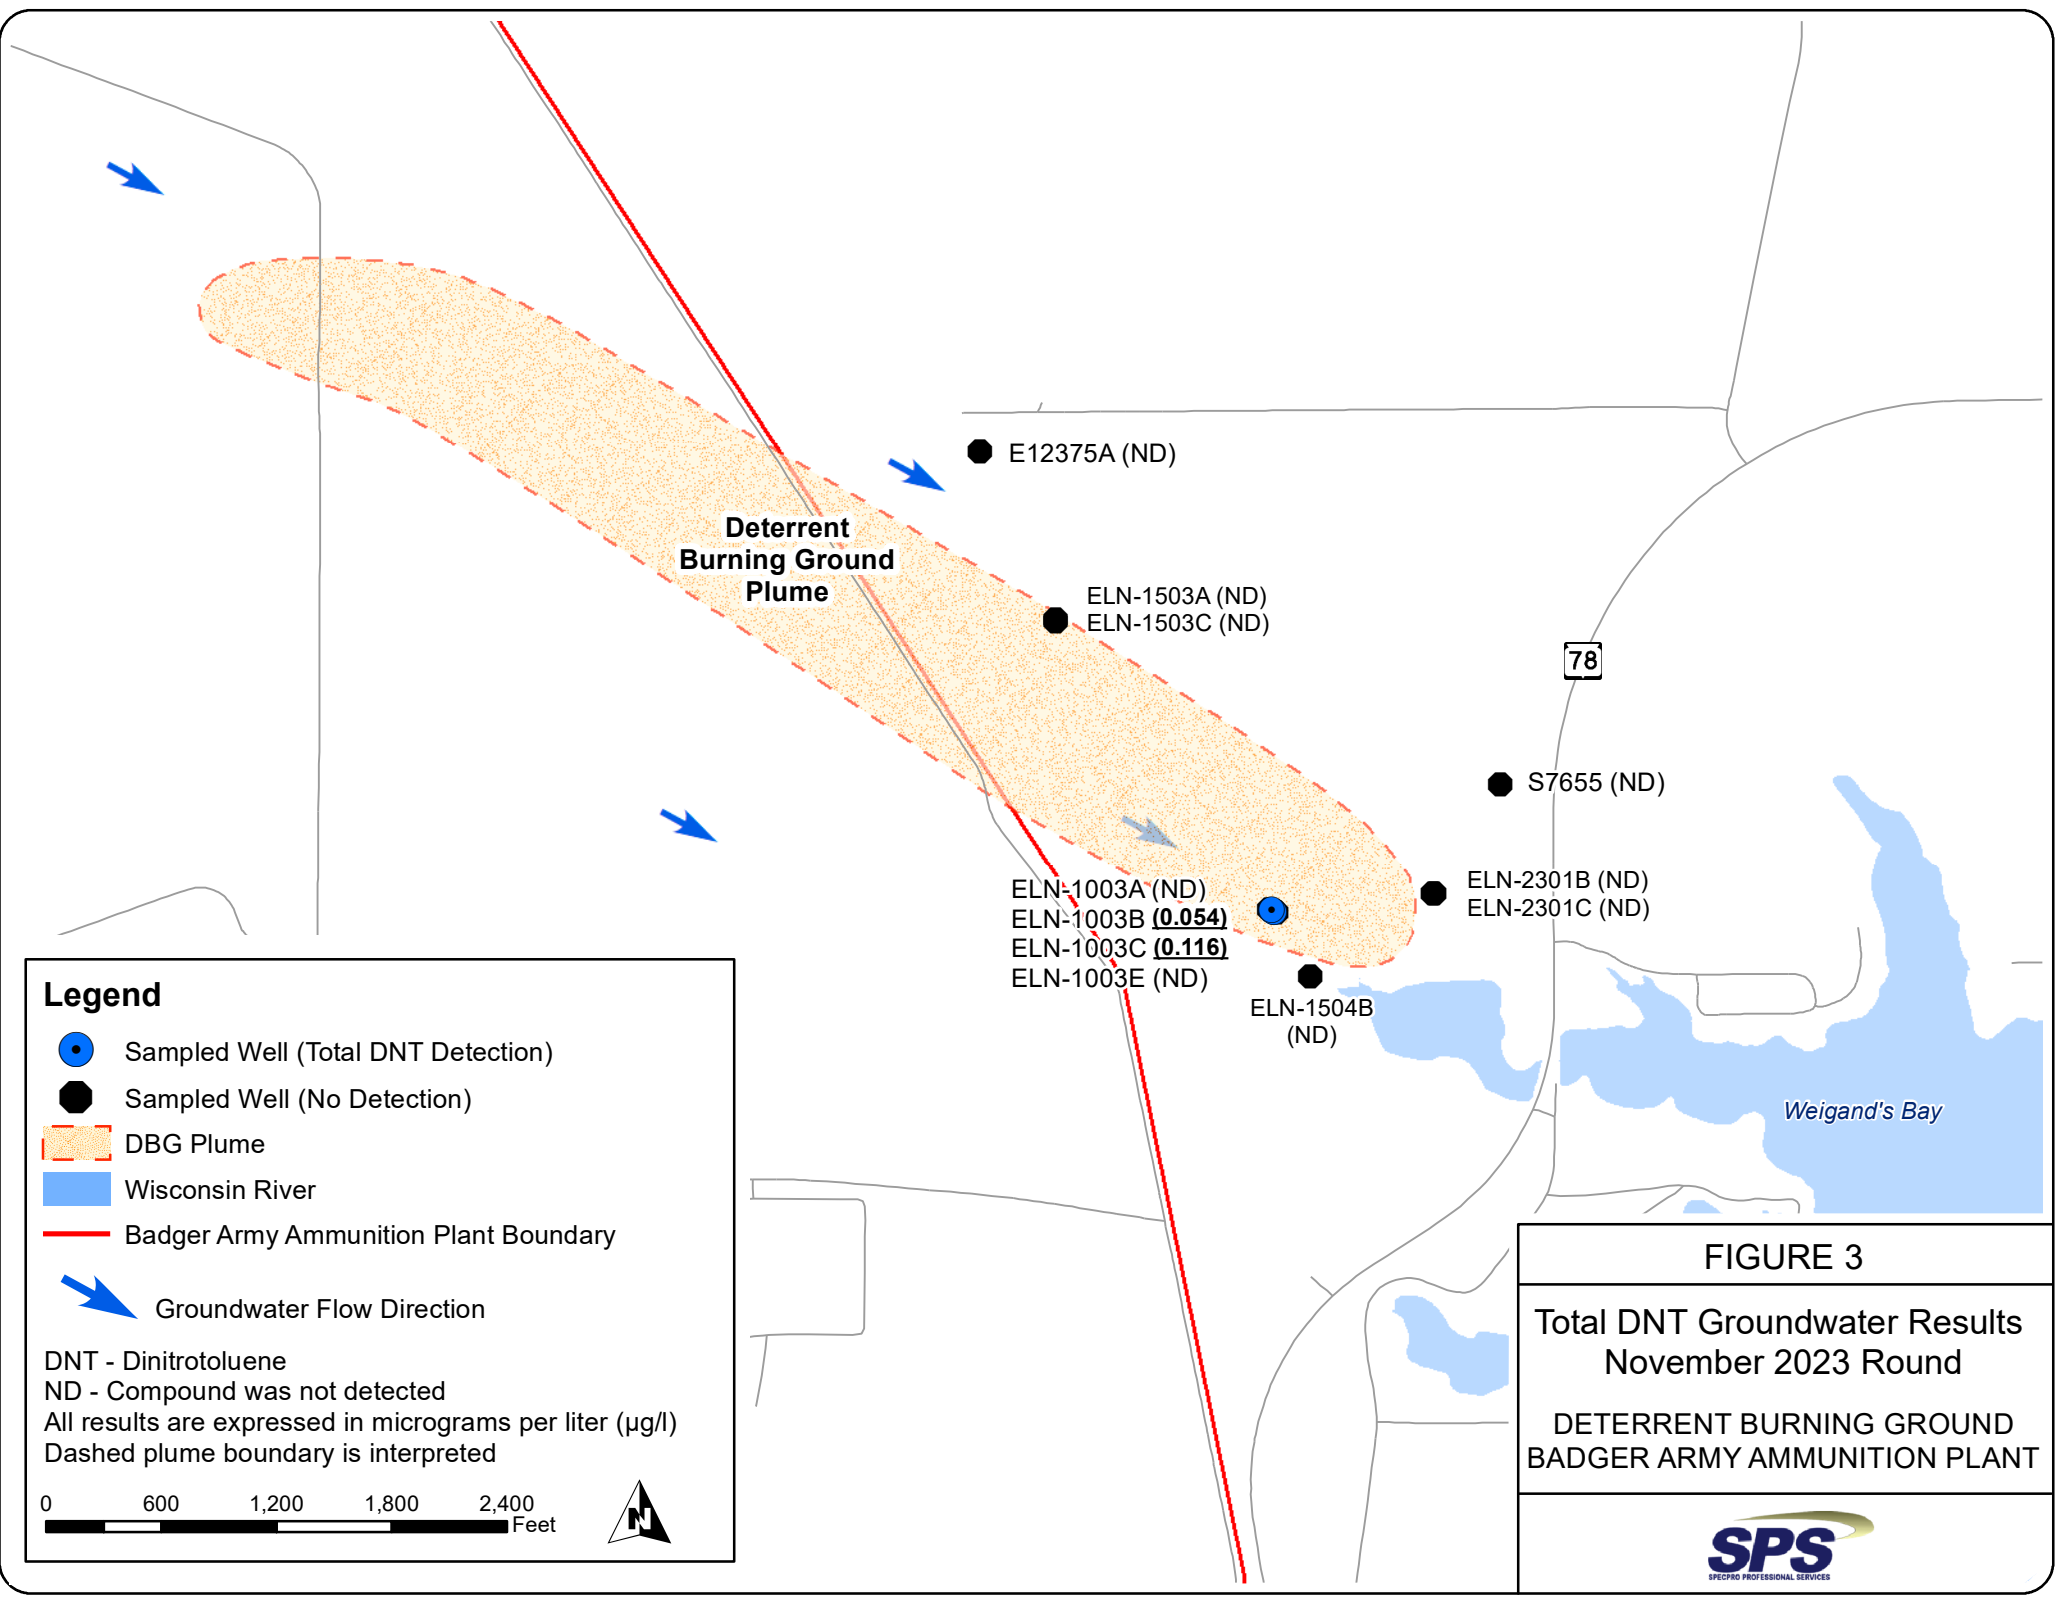 E12375A (ND)
Deterrent
Burning Ground
Plume
ELN-1503A (ND)
ELN-1503C (ND)
78
S7655 (ND)
ELN-2301B (ND)
ELN-2301C (ND)
ELN-1003A (ND)
ELN-1003B (0.054)
ELN-1003C (0.116)
ELN-1003E (ND)
ELN-1504B
(ND)
Weigand's Bay
Legend
Sampled Well (Total DNT Detection)
Sampled Well (No Detection)
DBG Plume
Wisconsin River
Badger Army Ammunition Plant Boundary
Groundwater Flow Direction
DNT - Dinitrotoluene
ND - Compound was not detected
All results are expressed in micrograms per liter (µg/l)
Dashed plume boundary is interpreted
0 600 1,200 1,800 2,400
Feet
N
FIGURE 3
Total DNT Groundwater Results
November 2023 Round
DETERRENT BURNING GROUND
BADGER ARMY AMMUNITION PLANT
SPS
SPECPRO PROFESSIONAL SERVICES